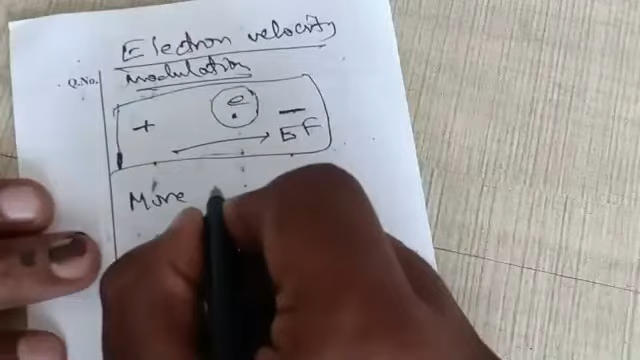 Electron velocity
Q.No.
modulation
e
+ −
EF
More